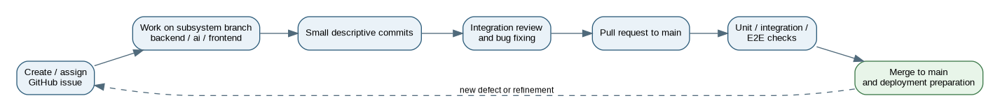 Create / assign
GitHub issue
Work on subsystem branch
backend / ai / frontend
Small descriptive commits
Integration review
and bug fixing
Pull request to main
Unit / integration /
E2E checks
Merge to main
and deployment preparation
new defect or refinement